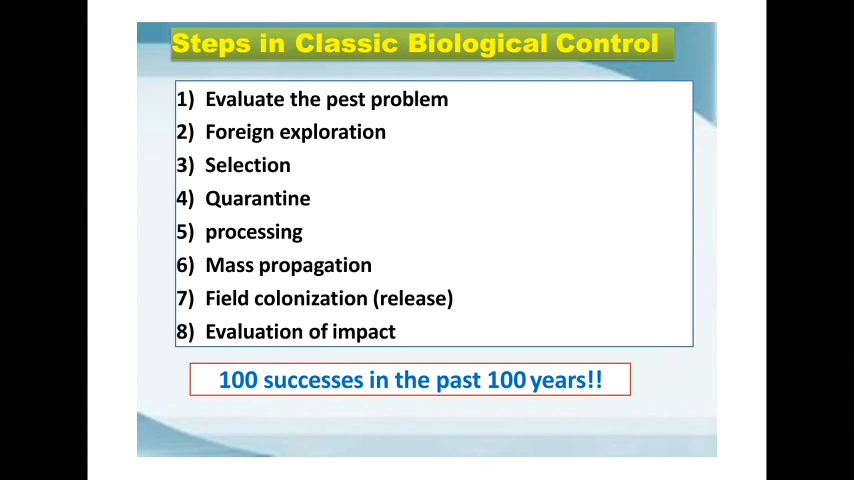 Steps in Classic Biological Control
1) Evaluate the pest problem
2) Foreign exploration
3) Selection
4) Quarantine
5) processing
6) Mass propagation
7) Field colonization (release)
8) Evaluation of impact
100 successes in the past 100 years!!